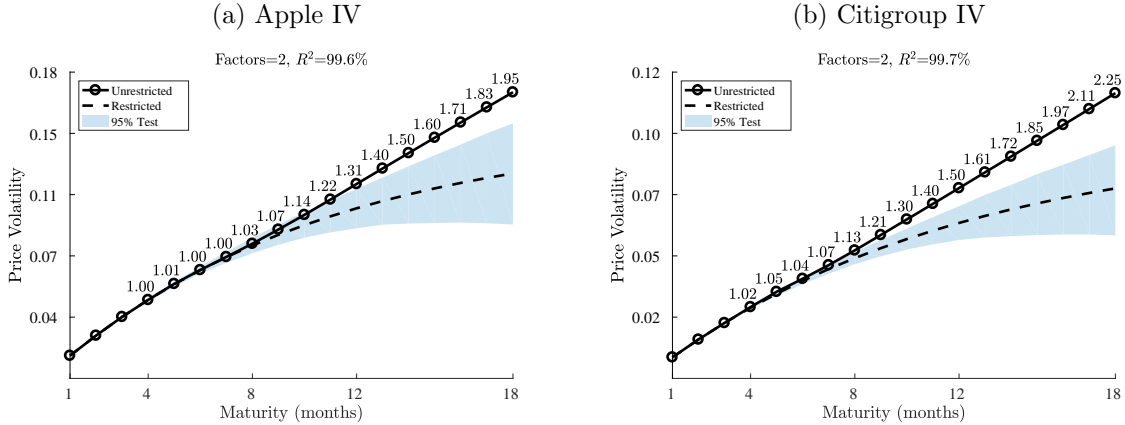 (a) Apple IV
Factors=2, R²=99.6%
Unrestricted
Restricted
95% Test
Price Volatility
0.18
0.15
0.11
0.07
0.04
1.00
1.01
1.00
1.00
1.03
1.07
1.14
1.22
1.31
1.40
1.50
1.60
1.71
1.83
1.95
1 4 8 12 18
Maturity (months)
(b) Citigroup IV
Factors=2, R²=99.7%
Unrestricted
Restricted
95% Test
Price Volatility
0.12
0.10
0.07
0.05
0.02
1.02
1.05
1.04
1.07
1.13
1.21
1.30
1.40
1.50
1.61
1.72
1.85
1.97
2.11
2.25
1 4 8 12 18
Maturity (months)